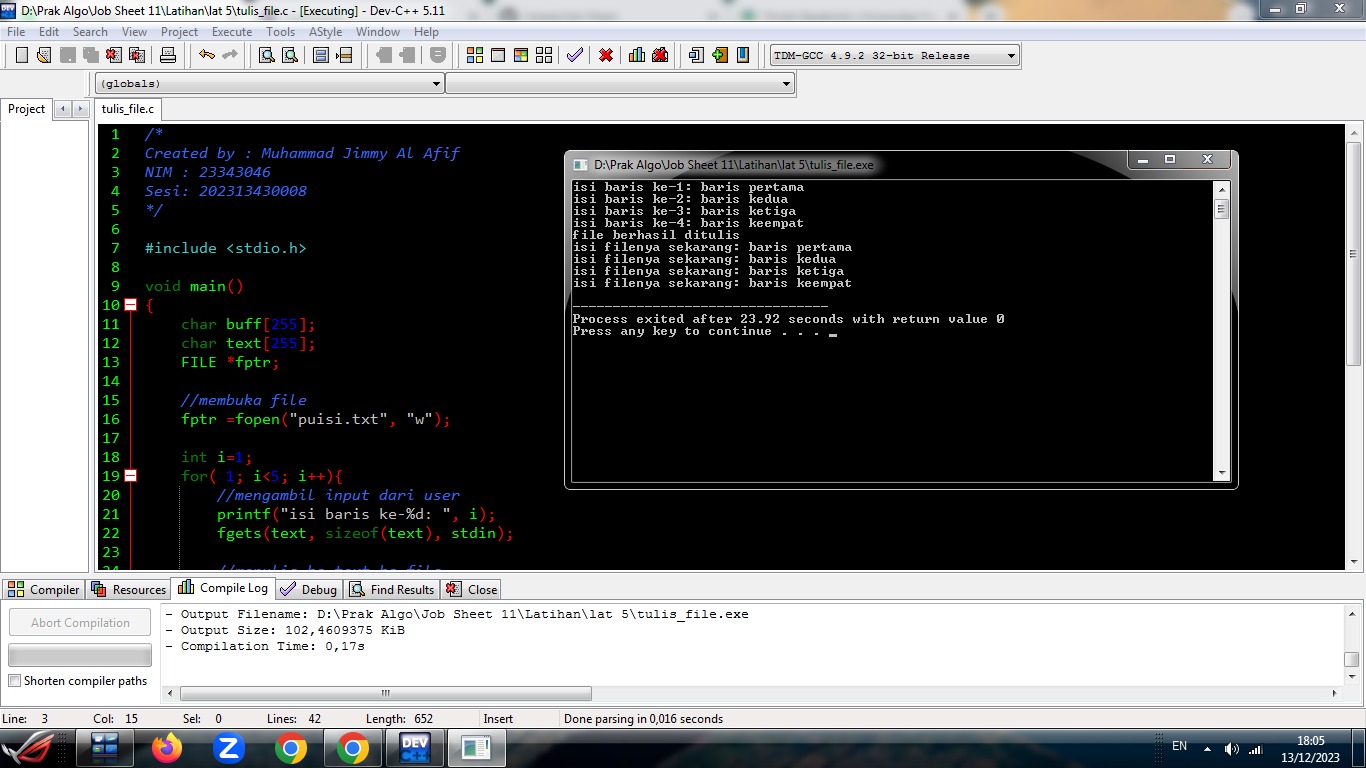 D:\Prak Algo\Job Sheet 11\Latihan\lat 5\tulis_file.c - [Executing] - Dev-C++ 5.11
File Edit Search View Project Execute Tools AStyle Window Help
TDM-GCC 4.9.2 32-bit Release
(globals)
Project
tulis_file.c
1 /*
2 Created by : Muhammad Jimmy Al Afif
3 NIM : 23343046
4 Sesi: 202313430008
5 */
6
7 #include <stdio.h>
8
9 void main()
10 {
11 char buff[255];
12 char text[255];
13 FILE *fptr;
14
15 //membuka file
16 fptr =fopen("puisi.txt", "w");
17
18 int i=1;
19 for( 1; i<5; i++){
20 //mengambil input dari user
21 printf("isi baris ke-%d: ", i);
22 fgets(text, sizeof(text), stdin);
23
D:\Prak Algo\Job Sheet 11\Latihan\lat 5\tulis_file.exe
isi baris ke-1: baris pertama
isi baris ke-2: baris kedua
isi baris ke-3: baris ketiga
isi baris ke-4: baris keempat
file berhasil ditulis
isi filenya sekarang: baris pertama
isi filenya sekarang: baris kedua
isi filenya sekarang: baris ketiga
isi filenya sekarang: baris keempat
--------------------------------
Process exited after 23.92 seconds with return value 0
Press any key to continue . . . _
Compiler Resources Compile Log Debug Find Results Close
Abort Compilation
Shorten compiler paths
- Output Filename: D:\Prak Algo\Job Sheet 11\Latihan\lat 5\tulis_file.exe
- Output Size: 102,4609375 KiB
- Compilation Time: 0,17s
Line: 3 Col: 15 Sel: 0 Lines: 42 Length: 652 Insert Done parsing in 0,016 seconds
DEV
C++
EN
18:05
13/12/2023